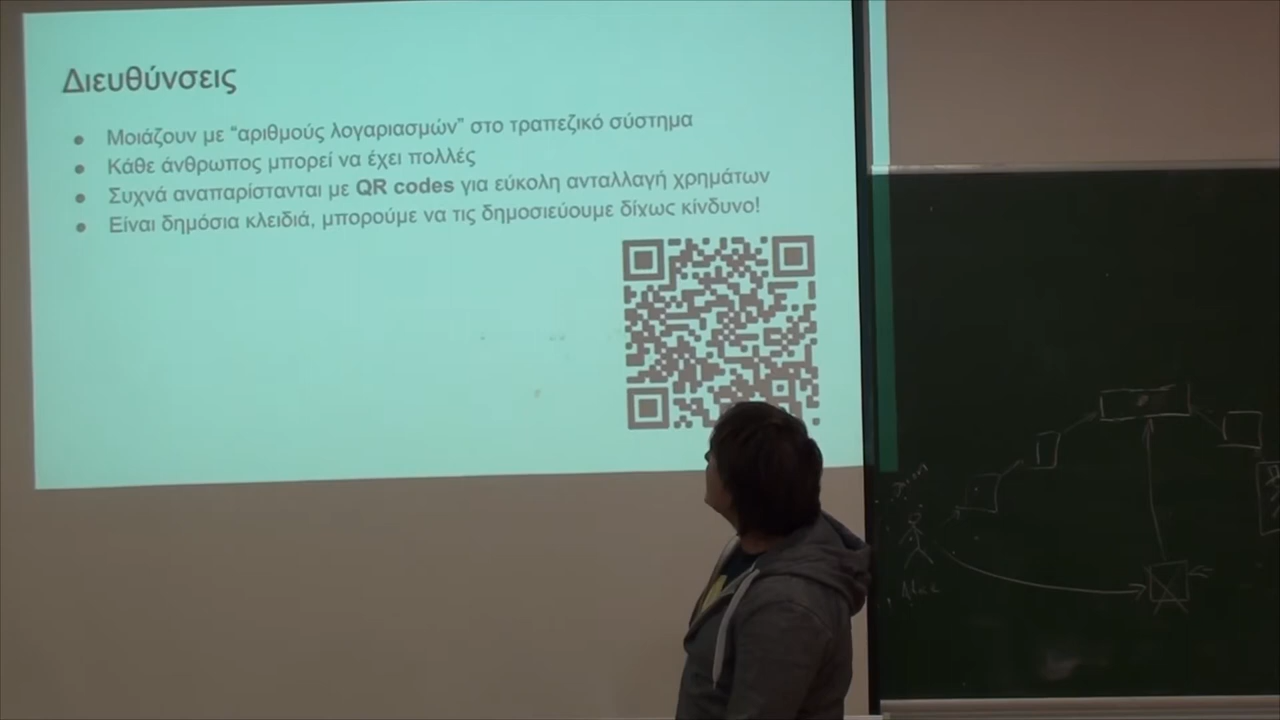 Διευθύνσεις
● Μοιάζουν με “αριθμούς λογαριασμών” στο τραπεζικό σύστημα
● Κάθε άνθρωπος μπορεί να έχει πολλές
● Συχνά αναπαρίστανται με QR codes για εύκολη ανταλλαγή χρημάτων
● Είναι δημόσια κλειδιά, μπορούμε να τις δημοσιεύουμε δίχως κίνδυνο!